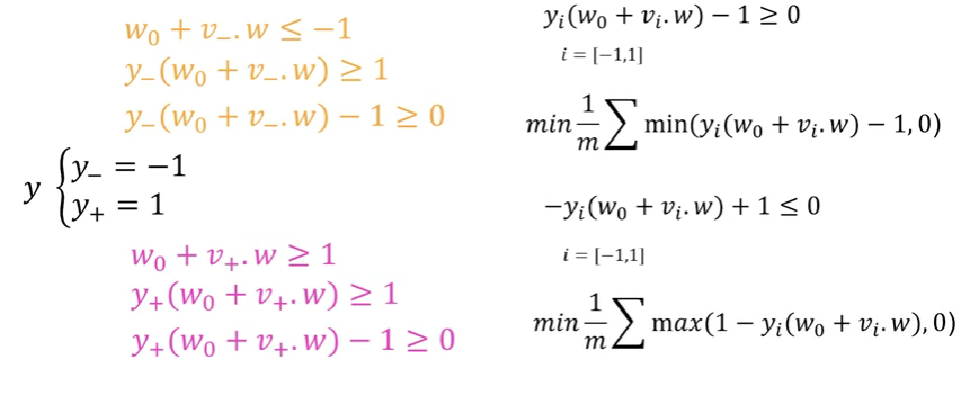 w₀ + v₋. w ≤ −1
y₋(w₀ + v₋. w) ≥ 1
y₋(w₀ + v₋. w) − 1 ≥ 0
y {y₋ = −1
y₊ = 1
w₀ + v₊. w ≥ 1
y₊(w₀ + v₊. w) ≥ 1
y₊(w₀ + v₊. w) − 1 ≥ 0
yᵢ(w₀ + vᵢ. w) − 1 ≥ 0
i = [−1,1]
min 1/m ∑ min(yᵢ(w₀ + vᵢ. w) − 1, 0)
−yᵢ(w₀ + vᵢ. w) + 1 ≤ 0
i = [−1,1]
min 1/m ∑ max(1 − yᵢ(w₀ + vᵢ. w), 0)